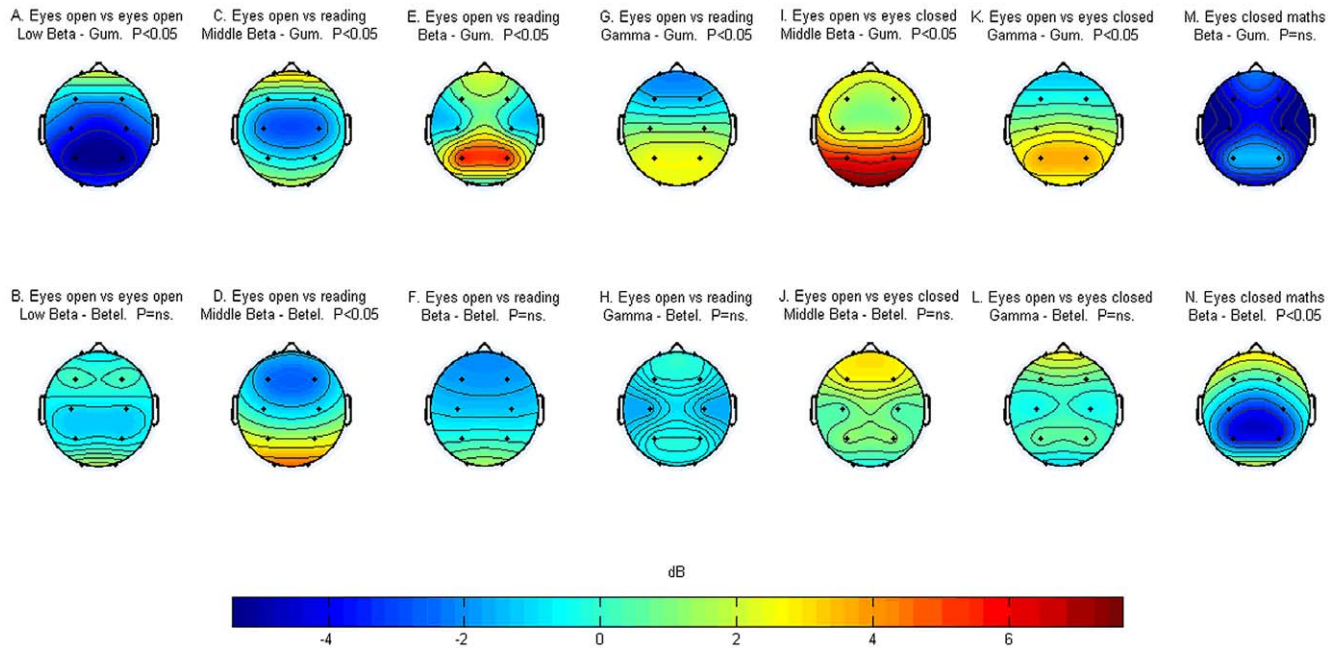 A. Eyes open vs eyes open
Low Beta - Gum. P<0.05
C. Eyes open vs reading
Middle Beta - Gum. P<0.05
E. Eyes open vs reading
Beta - Gum. P<0.05
G. Eyes open vs reading
Gamma - Gum. P<0.05
I. Eyes open vs eyes closed
Middle Beta - Gum. P<0.05
K. Eyes open vs eyes closed
Gamma - Gum. P<0.05
M. Eyes closed maths
Beta - Gum. P=ns.
B. Eyes open vs eyes open
Low Beta - Betel. P=ns.
D. Eyes open vs reading
Middle Beta - Betel. P<0.05
F. Eyes open vs reading
Beta - Betel. P=ns.
H. Eyes open vs reading
Gamma - Betel. P=ns.
J. Eyes open vs eyes closed
Middle Beta - Betel. P=ns.
L. Eyes open vs eyes closed
Gamma - Betel. P=ns.
N. Eyes closed maths
Beta - Betel. P<0.05
dB
-4 -2 0 2 4 6